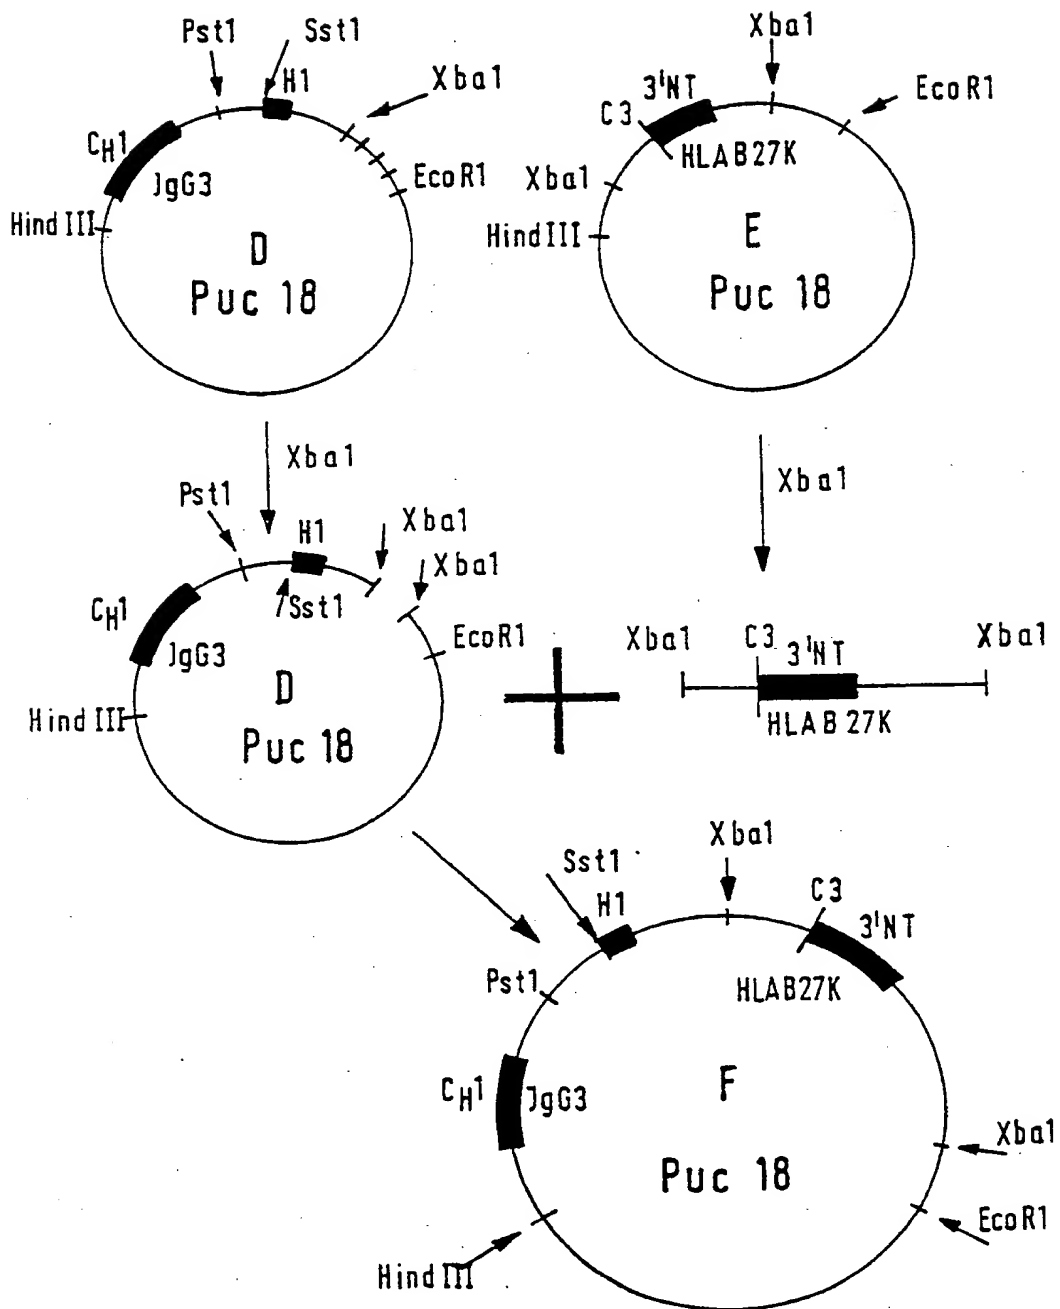 Pst1
Sst1
H1
Xba1
EcoR1
CH1
JgG3
Hind III
D
Puc 18
Xba1
EcoR1
3'NT
C3
HLAB27K
Xba1
HindIII
E
Puc 18
Xba1
Xba1
Pst1
H1
Xba1
Xba1
Sst1
EcoR1
CH1
JgG3
Hind III
D
Puc 18
+
Xba1
C3
3'NT
Xba1
HLAB27K
Xba1
Sst1
H1
C3
3'NT
HLAB27K
Pst1
CH1
JgG3
F
Puc 18
Xba1
EcoR1
Hind III